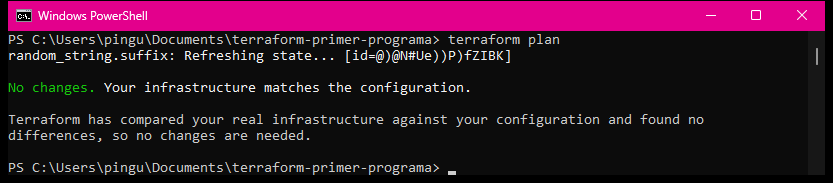 Windows PowerShell
PS C:\Users\pingu\Documents\terraform-primer-programa> terraform plan
random_string.suffix: Refreshing state... [id=@)@N#Ue))P)fZIBK]
No changes. Your infrastructure matches the configuration.
Terraform has compared your real infrastructure against your configuration and found no
differences, so no changes are needed.
PS C:\Users\pingu\Documents\terraform-primer-programa>